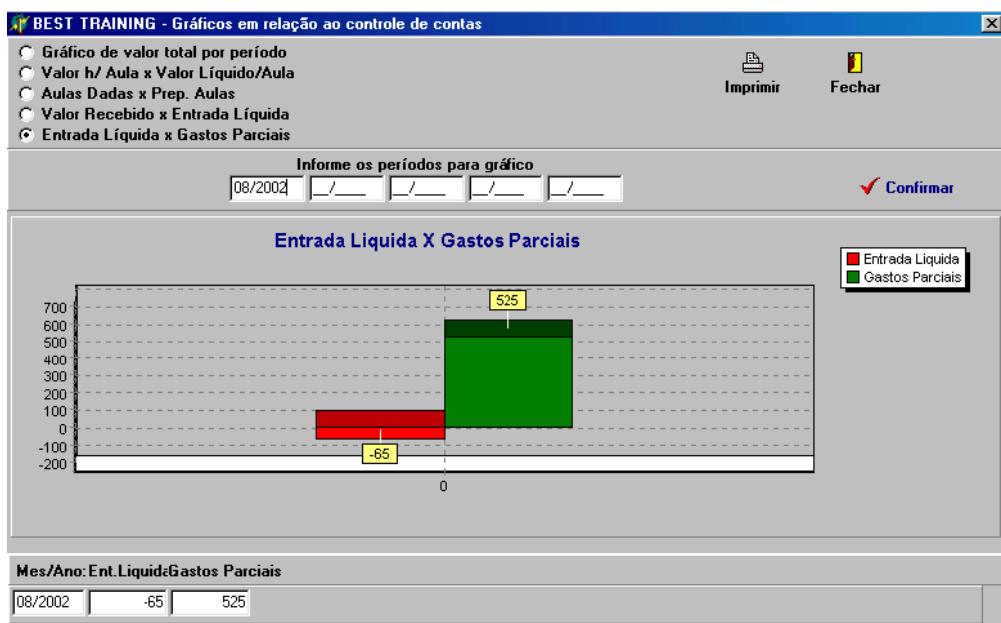 BEST TRAINING - Gráficos em relação ao controle de contas
Gráfico de valor total por período
Valor h/ Aula x Valor Líquido/Aula
Aulas Dadas x Prep. Aulas
Valor Recebido x Entrada Líquida
Entrada Líquida x Gastos Parciais
Imprimir Fechar
Informe os períodos para gráfico
08/2002 __/____ __/____ __/____ __/____
Confirmar
Entrada Liquida X Gastos Parciais
Entrada Liquida
Gastos Parciais
525
700
600
500
400
300
200
100
0
-100
-200
-65
0
Mes/Ano: Ent.Liquida Gastos Parciais
08/2002 -65 525